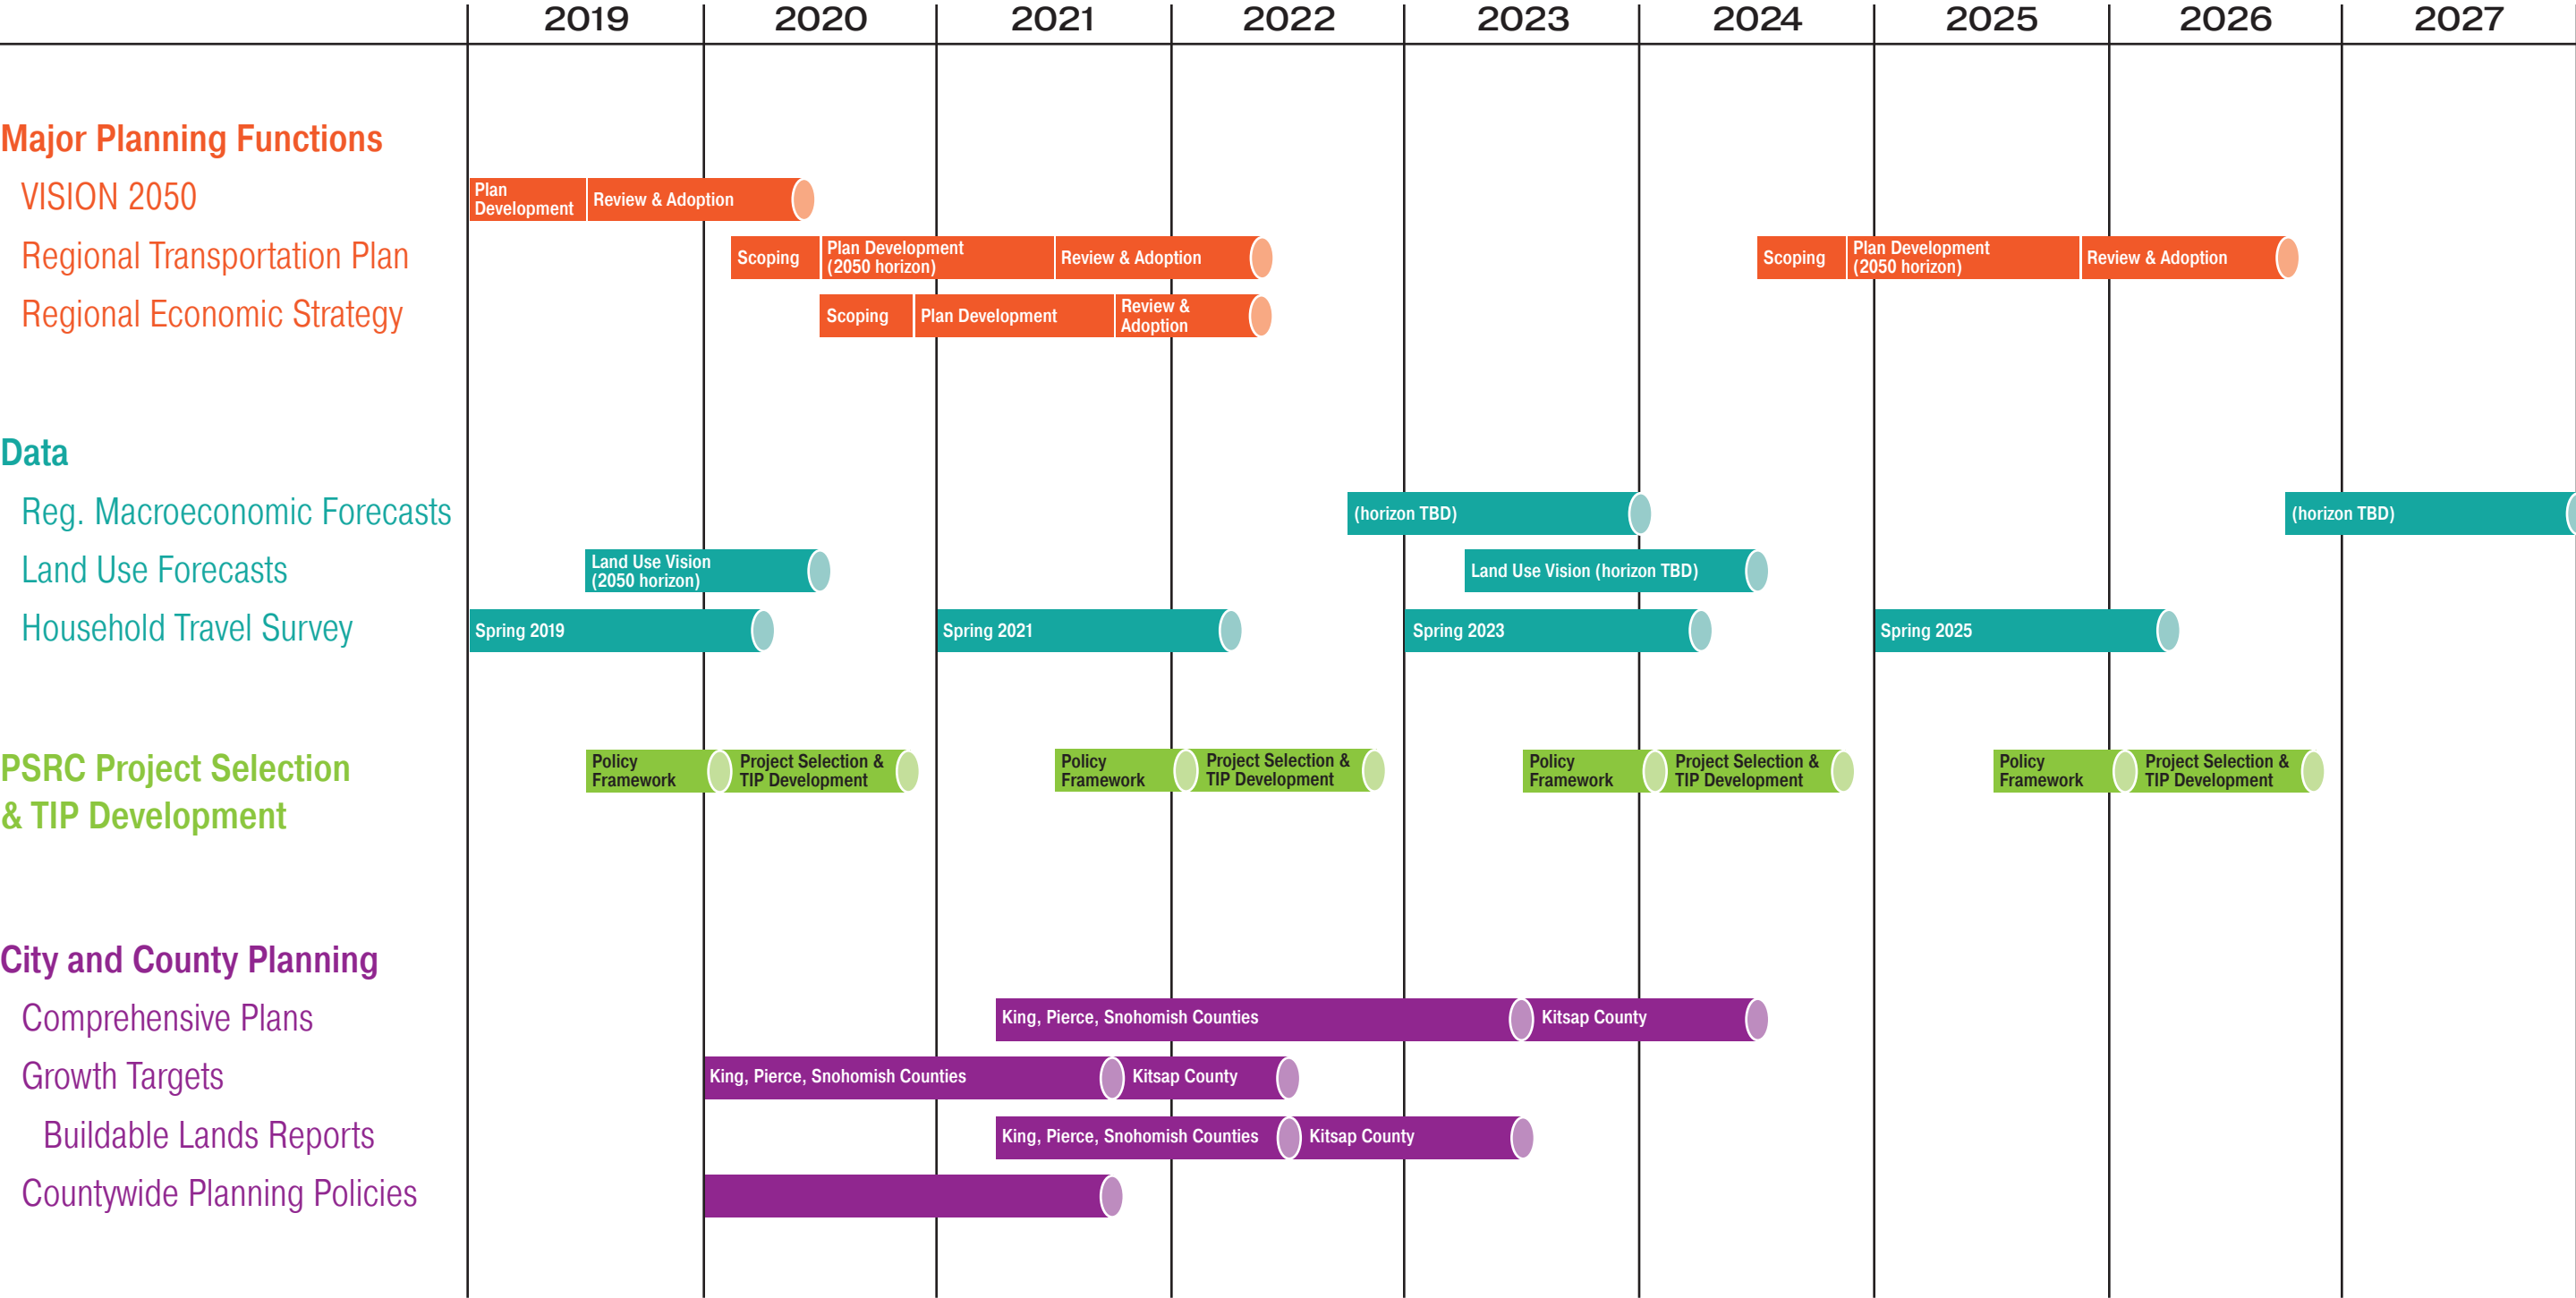 2019 2020 2021 2022 2023 2024 2025 2026 2027
Major Planning Functions
VISION 2050
Plan
Development
Review & Adoption
Regional Transportation Plan
Scoping
Plan Development
(2050 horizon)
Review & Adoption
Scoping
Plan Development
(2050 horizon)
Review & Adoption
Regional Economic Strategy
Scoping
Plan Development
Review &
Adoption
Data
Reg. Macroeconomic Forecasts
(horizon TBD)
(horizon TBD)
Land Use Forecasts
Land Use Vision
(2050 horizon)
Land Use Vision (horizon TBD)
Household Travel Survey
Spring 2019
Spring 2021
Spring 2023
Spring 2025
PSRC Project Selection
& TIP Development
Policy
Framework
Project Selection &
TIP Development
Policy
Framework
Project Selection &
TIP Development
Policy
Framework
Project Selection &
TIP Development
Policy
Framework
Project Selection &
TIP Development
City and County Planning
Comprehensive Plans
King, Pierce, Snohomish Counties
Kitsap County
Growth Targets
King, Pierce, Snohomish Counties
Kitsap County
Buildable Lands Reports
King, Pierce, Snohomish Counties
Kitsap County
Countywide Planning Policies